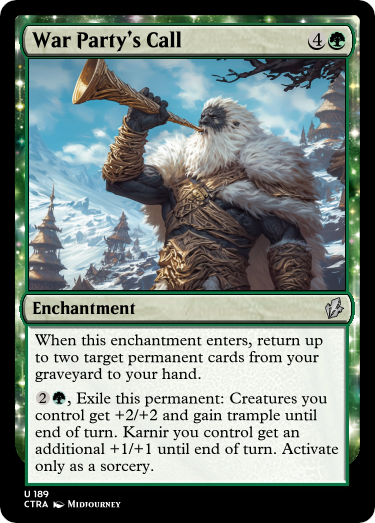 War Party's Call 4
Enchantment
When this enchantment enters, return up
to two target permanent cards from your
graveyard to your hand.
2 , Exile this permanent: Creatures you
control get +2/+2 and gain trample until
end of turn. Karnir you control get an
additional +1/+1 until end of turn. Activate
only as a sorcery.
U 189
CTRA Midjourney